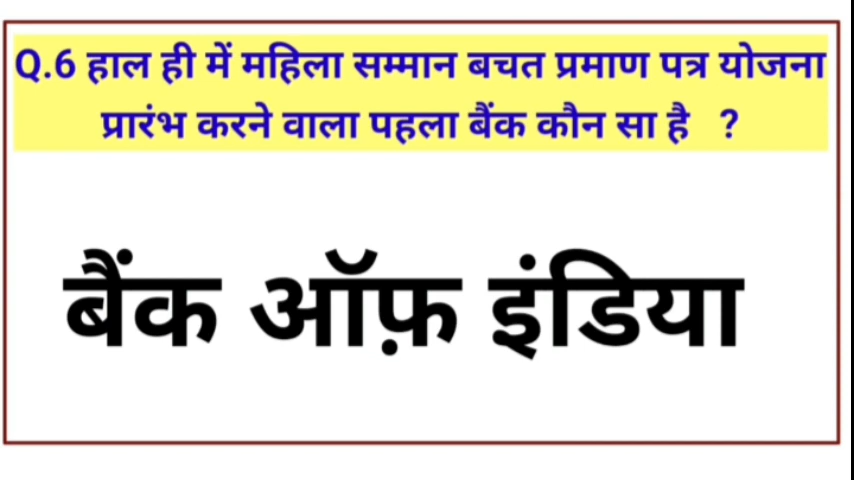 Q.6 हाल ही में महिला सम्मान बचत प्रमाण पत्र योजना
प्रारंभ करने वाला पहला बैंक कौन सा है ?
बैंक ऑफ़ इंडिया